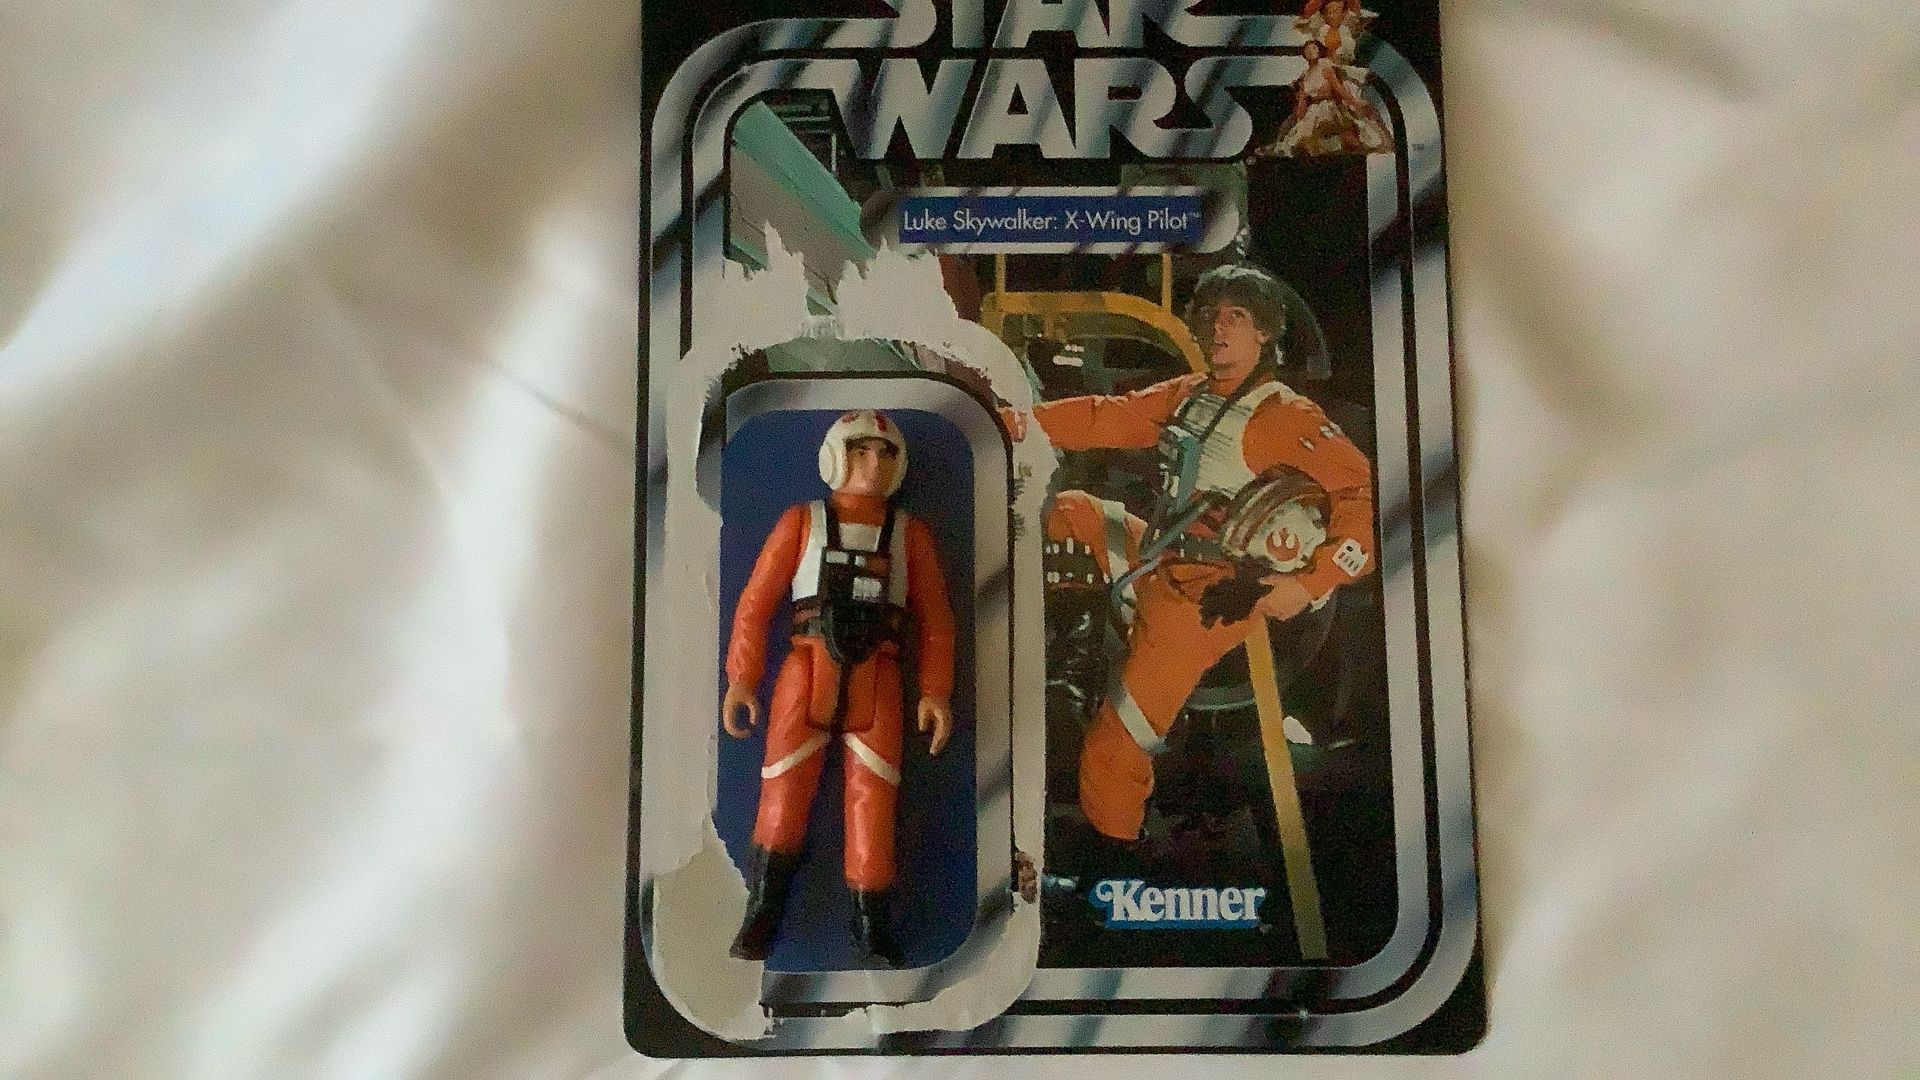 STAR
WARS
Luke Skywalker: X-Wing Pilot™
Kenner